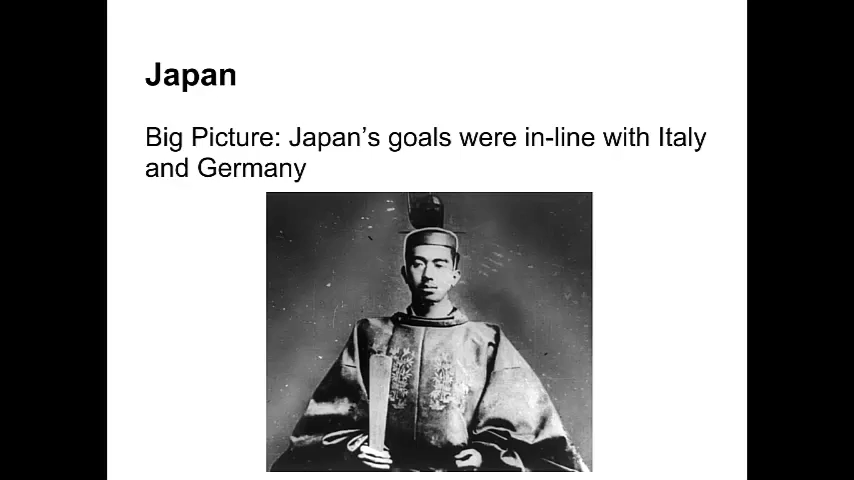 Japan
Big Picture: Japan’s goals were in-line with Italy
and Germany